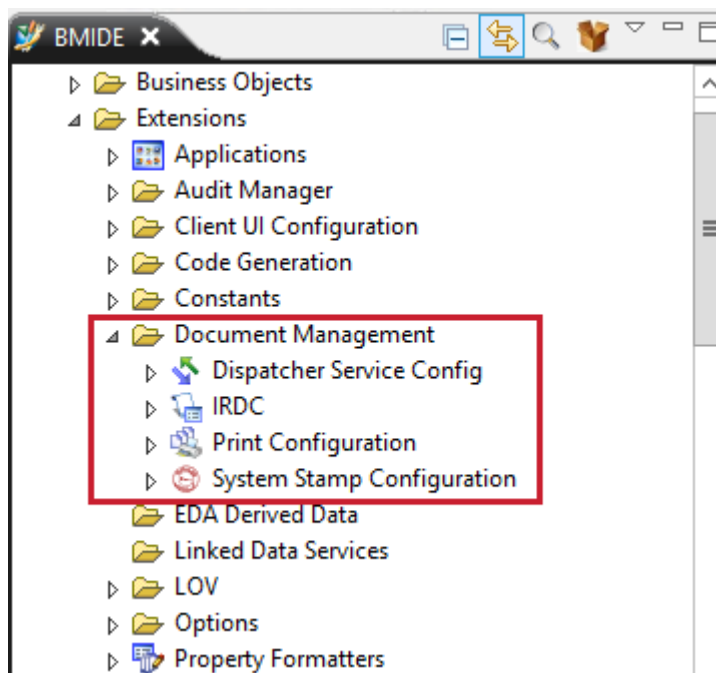 BMIDE
Business Objects
Extensions
Applications
Audit Manager
Client UI Configuration
Code Generation
Constants
Document Management
Dispatcher Service Config
IRDC
Print Configuration
System Stamp Configuration
EDA Derived Data
Linked Data Services
LOV
Options
Property Formatters